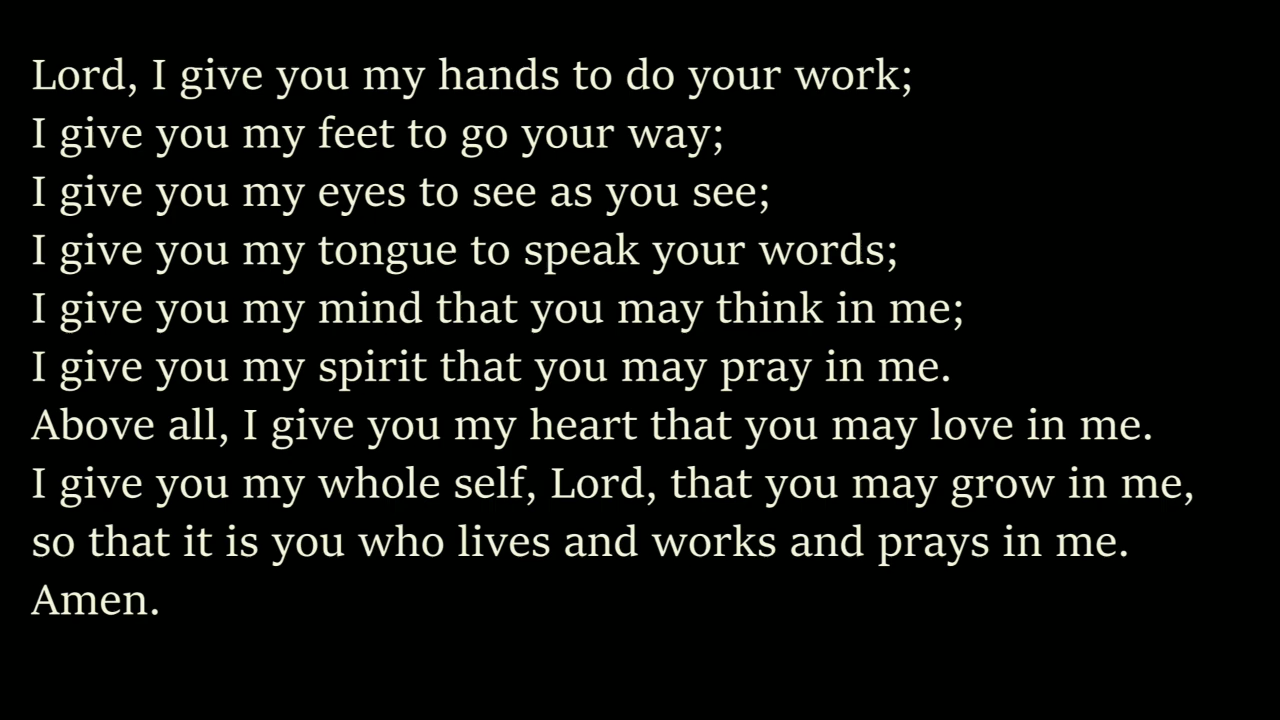 Lord, I give you my hands to do your work;
I give you my feet to go your way;
I give you my eyes to see as you see;
I give you my tongue to speak your words;
I give you my mind that you may think in me;
I give you my spirit that you may pray in me.
Above all, I give you my heart that you may love in me.
I give you my whole self, Lord, that you may grow in me,
so that it is you who lives and works and prays in me.
Amen.